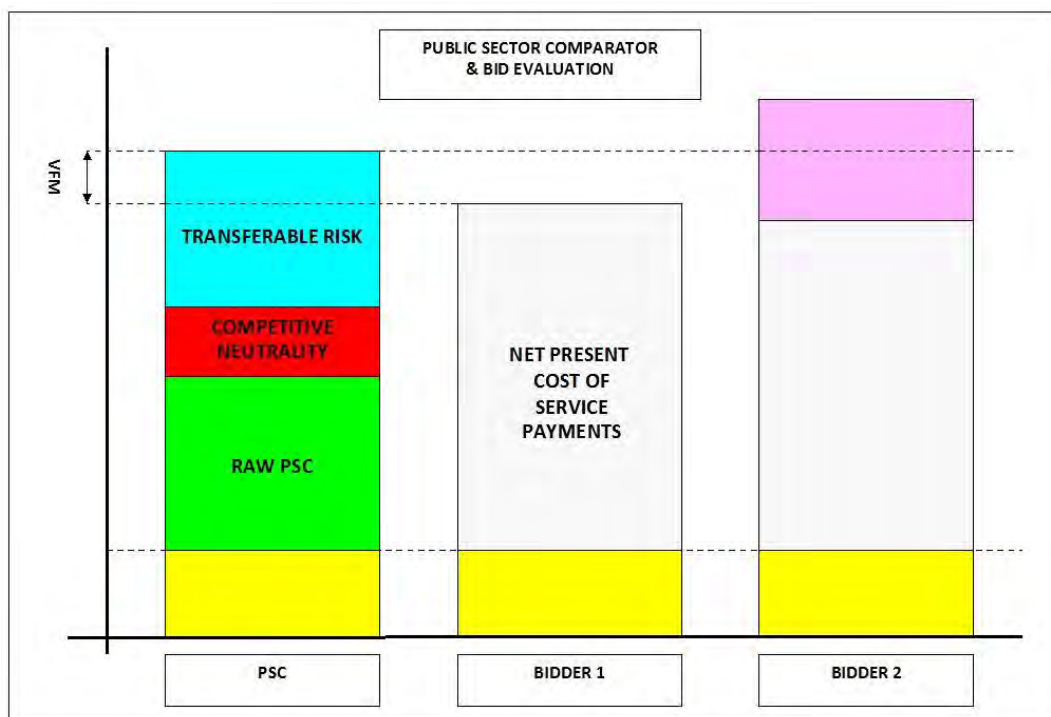 PUBLIC SECTOR COMPARATOR
& BID EVALUATION
VFM
TRANSFERABLE RISK
COMPETITIVE
NEUTRALITY
RAW PSC
NET PRESENT
COST OF
SERVICE
PAYMENTS
PSC
BIDDER 1
BIDDER 2